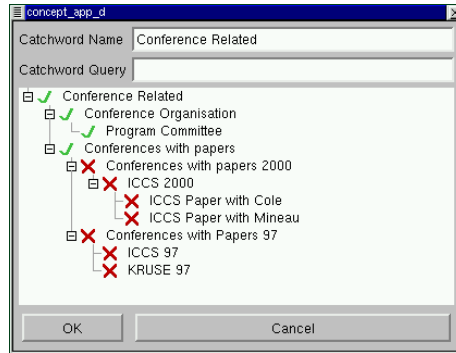 concept_app_d
Catchword Name Conference Related
Catchword Query
Conference Related
Conference Organisation
Program Committee
Conferences with papers
Conferences with papers 2000
ICCS 2000
ICCS Paper with Cole
ICCS Paper with Mineau
Conferences with Papers 97
ICCS 97
KRUSE 97
OK Cancel